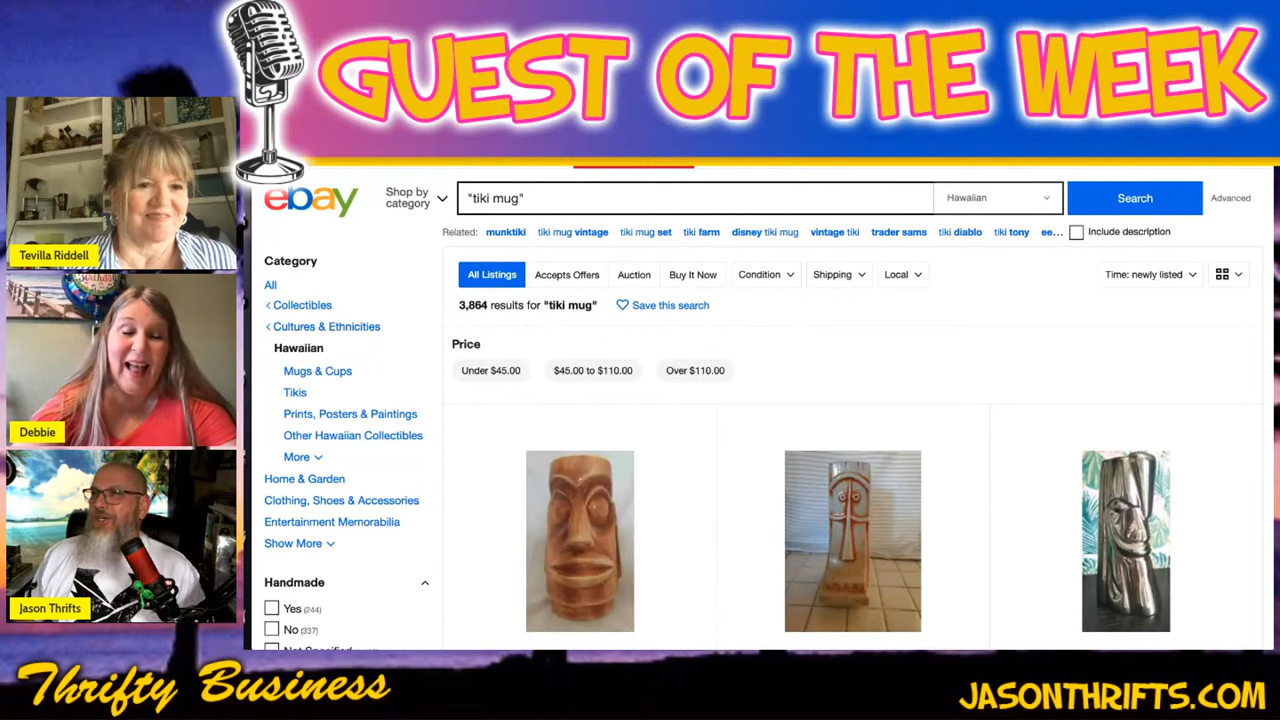 GUEST OF THE WEEK
Tevilla Riddell
Debbie
Jason Thrifts
ebay
Shop by
category
"tiki mug"
Hawaiian
Search
Advanced
Related: munktiki tiki mug vintage tiki mug set tiki farm disney tiki mug vintage tiki trader sams tiki diablo tiki tony ee... Include description
Category
All
Collectibles
Cultures & Ethnicities
Hawaiian
Mugs & Cups
Tikis
Prints, Posters & Paintings
Other Hawaiian Collectibles
More
Home & Garden
Clothing, Shoes & Accessories
Entertainment Memorabilia
Show More
Handmade
Yes (244)
No (337)
All Listings Accepts Offers Auction Buy It Now Condition Shipping Local Time: newly listed
3,864 results for "tiki mug" Save this search
Price
Under $45.00 $45.00 to $110.00 Over $110.00
Thrifty Business
JASONTHRIFTS.COM